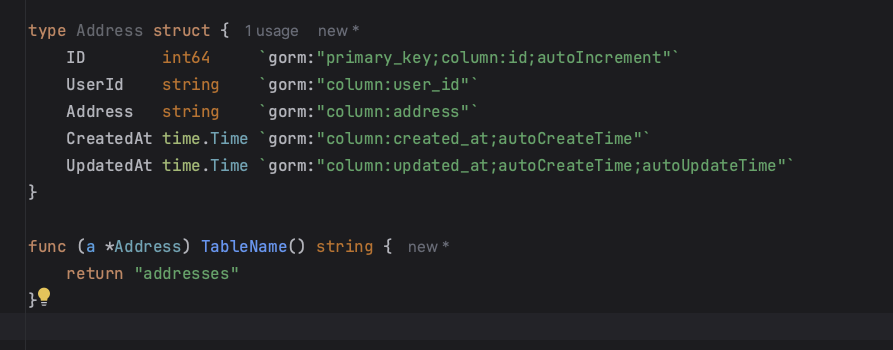 type Address struct { 1 usage new *
    ID        int64     `gorm:"primary_key;column:id;autoIncrement"`
    UserId    string    `gorm:"column:user_id"`
    Address   string    `gorm:"column:address"`
    CreatedAt time.Time `gorm:"column:created_at;autoCreateTime"`
    UpdatedAt time.Time `gorm:"column:updated_at;autoCreateTime;autoUpdateTime"`
}
func (a *Address) TableName() string { new *
    return "addresses"
}